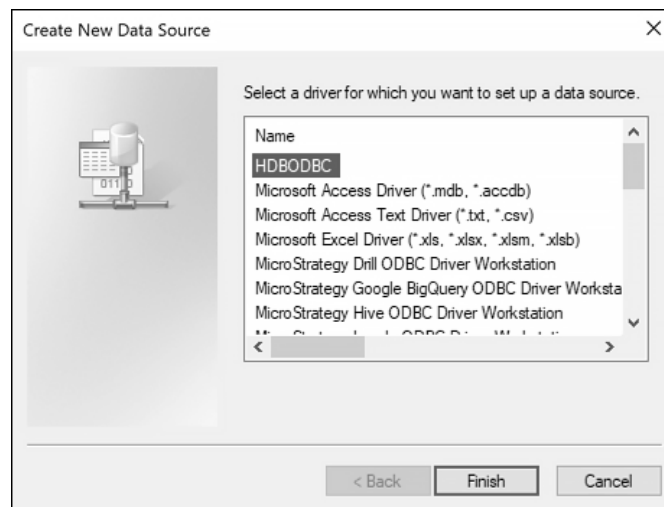 Create New Data Source
Select a driver for which you want to set up a data source.
Name
HDBODBC
Microsoft Access Driver (*.mdb, *.accdb)
Microsoft Access Text Driver (*.txt, *.csv)
Microsoft Excel Driver (*.xls, *.xlsx, *.xlsm, *.xlsb)
MicroStrategy Drill ODBC Driver Workstation
MicroStrategy Google BigQuery ODBC Driver Worksta
MicroStrategy Hive ODBC Driver Workstation
< Back
Finish
Cancel